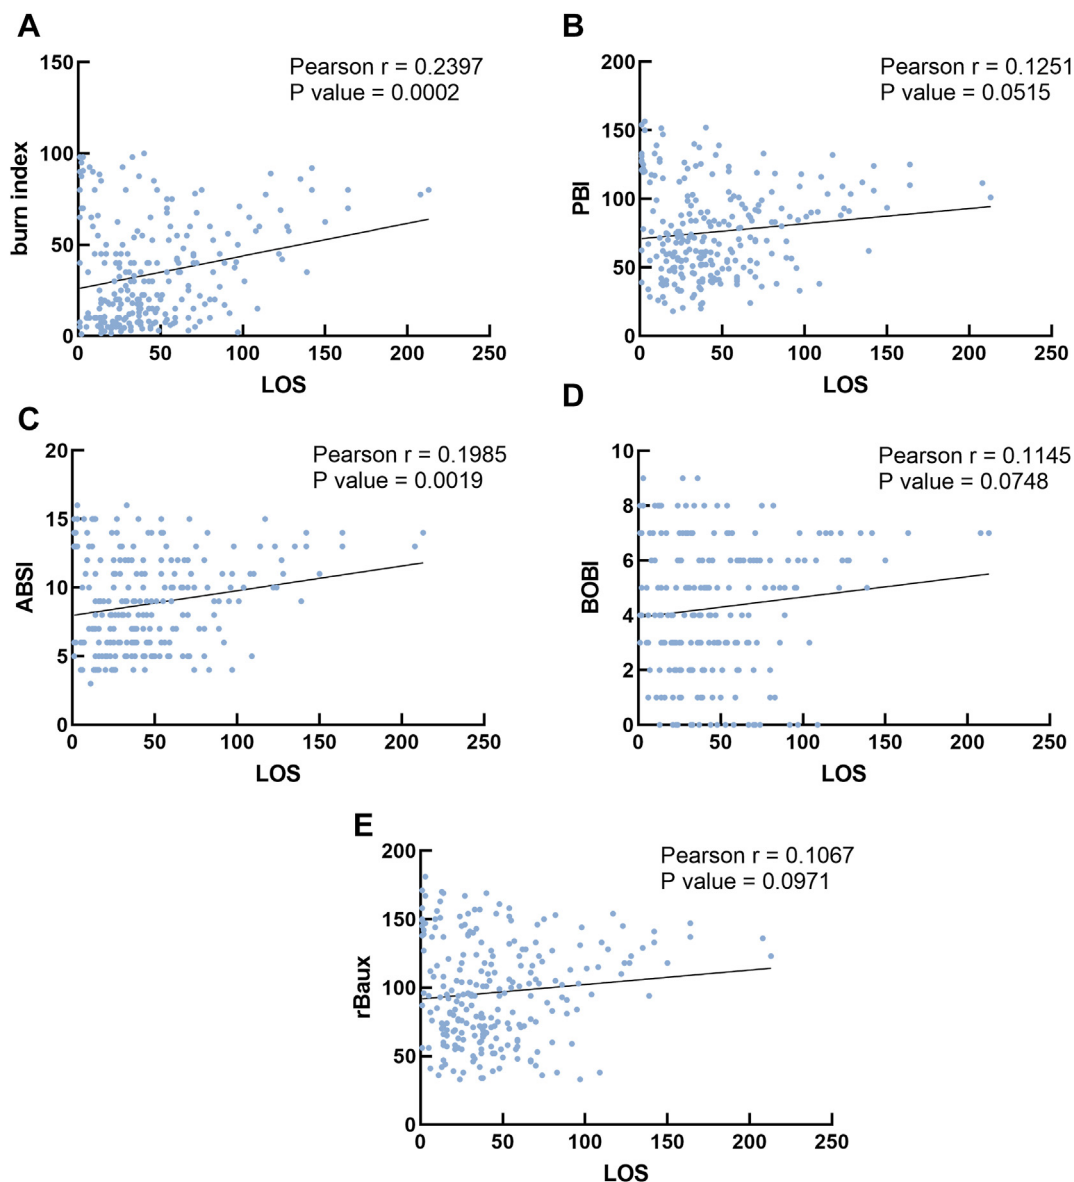 A
Pearson r = 0.2397
P value = 0.0002
150
100
50
0
burn index
0 50 100 150 200 250
LOS
B
Pearson r = 0.1251
P value = 0.0515
200
150
100
50
0
PBI
0 50 100 150 200 250
LOS
C
Pearson r = 0.1985
P value = 0.0019
20
15
10
5
0
ABSI
0 50 100 150 200 250
LOS
D
Pearson r = 0.1145
P value = 0.0748
10
8
6
4
2
0
BOBI
0 50 100 150 200 250
LOS
E
Pearson r = 0.1067
P value = 0.0971
200
150
100
50
0
rBaux
0 50 100 150 200 250
LOS